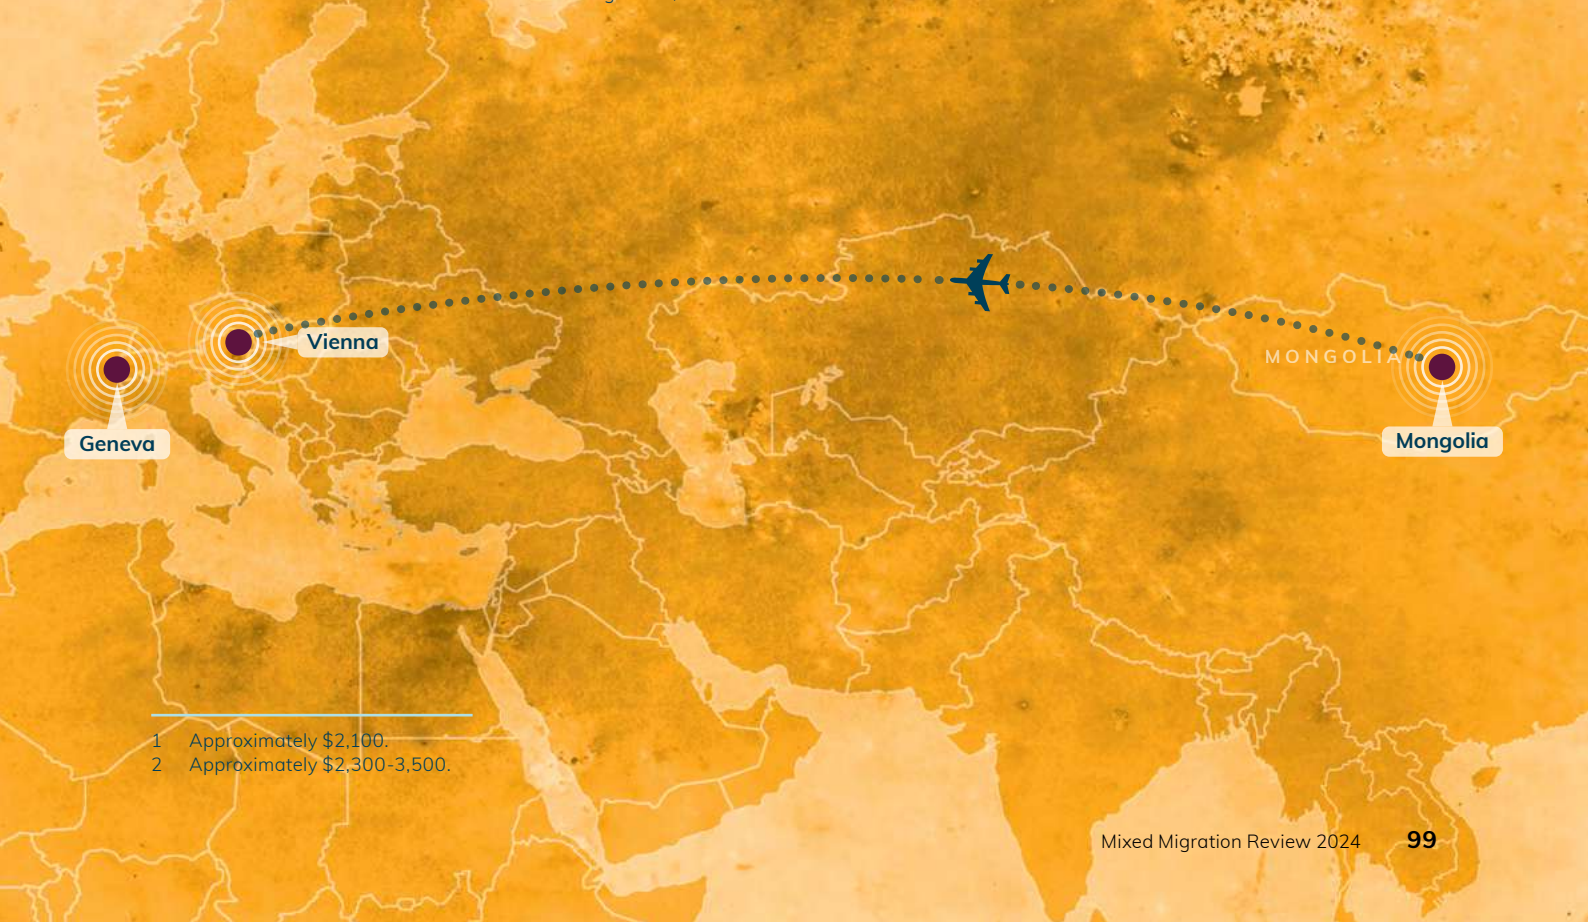 Vienna
MONGOLIA
Geneva
Mongolia
1 Approximately $2,100.
2 Approximately $2,300-3,500.
Mixed Migration Review 2024 99